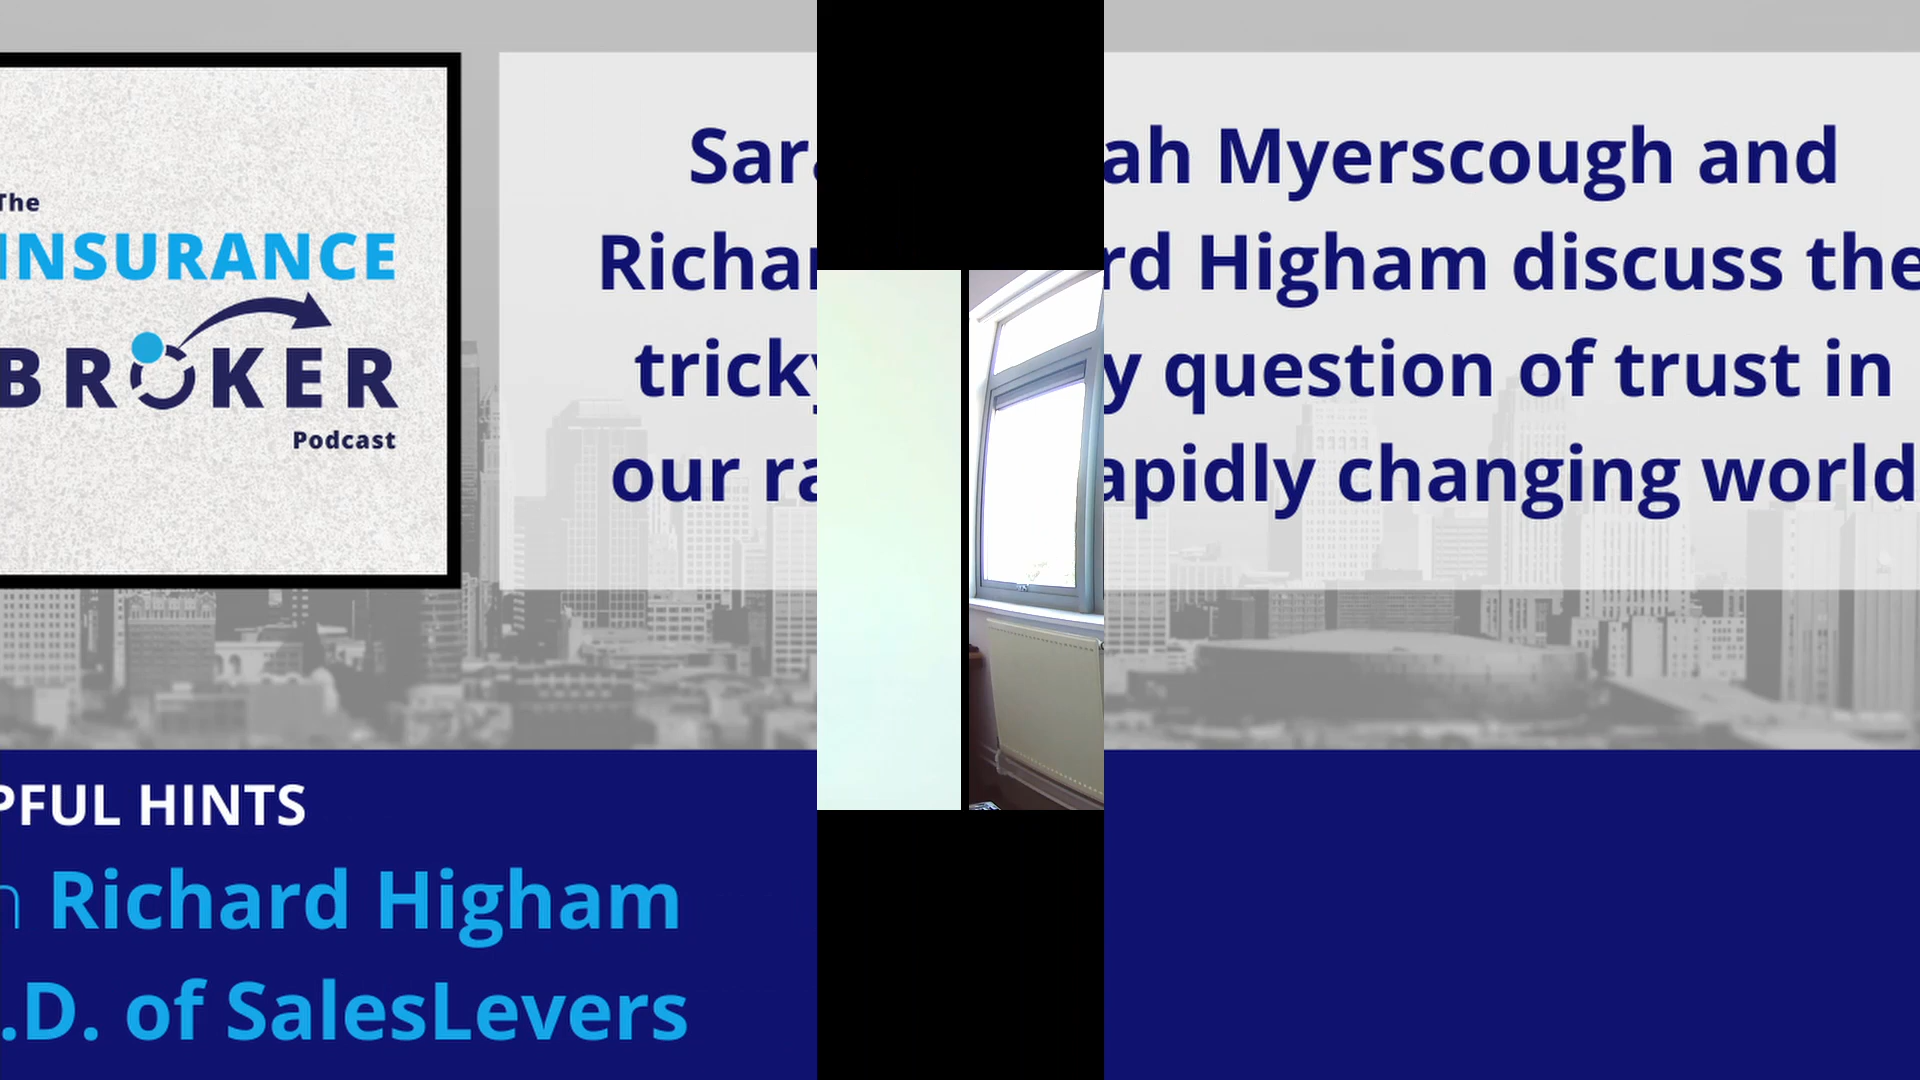 The
INSURANCE
BROKER
Podcast
Sara ah Myerscough and
Richar rd Higham discuss the
tricky y question of trust in
our ra apidly changing world
PFUL HINTS
n Richard Higham
.D. of SalesLevers